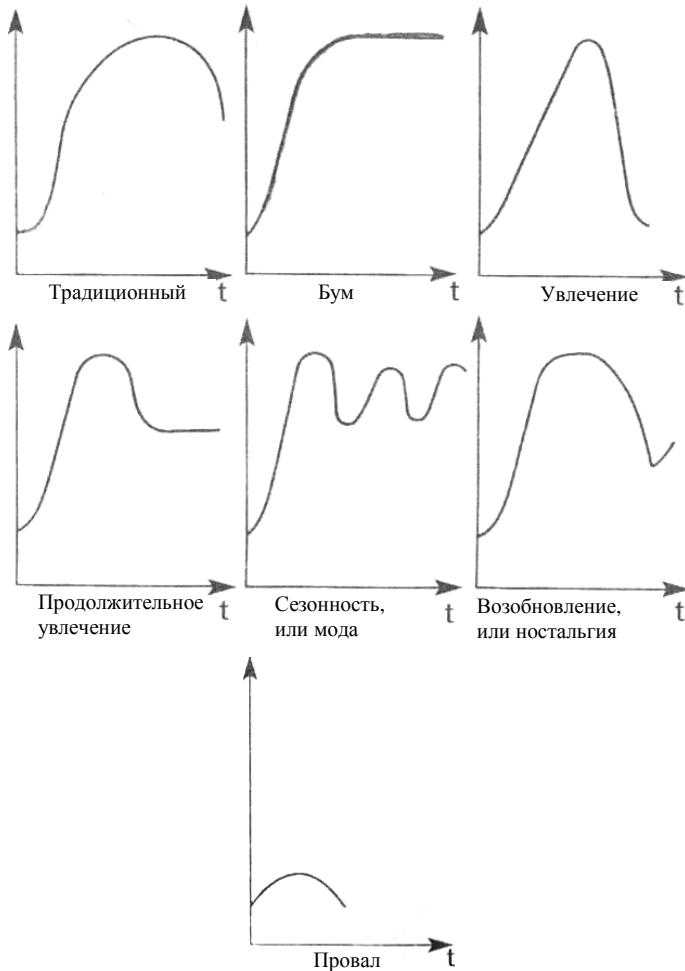 Традиционный t
Бум t
Увлечение t
Продолжительное t
увлечение
Сезонность, t
или мода
Возобновление, t
или ностальгия
Провал t